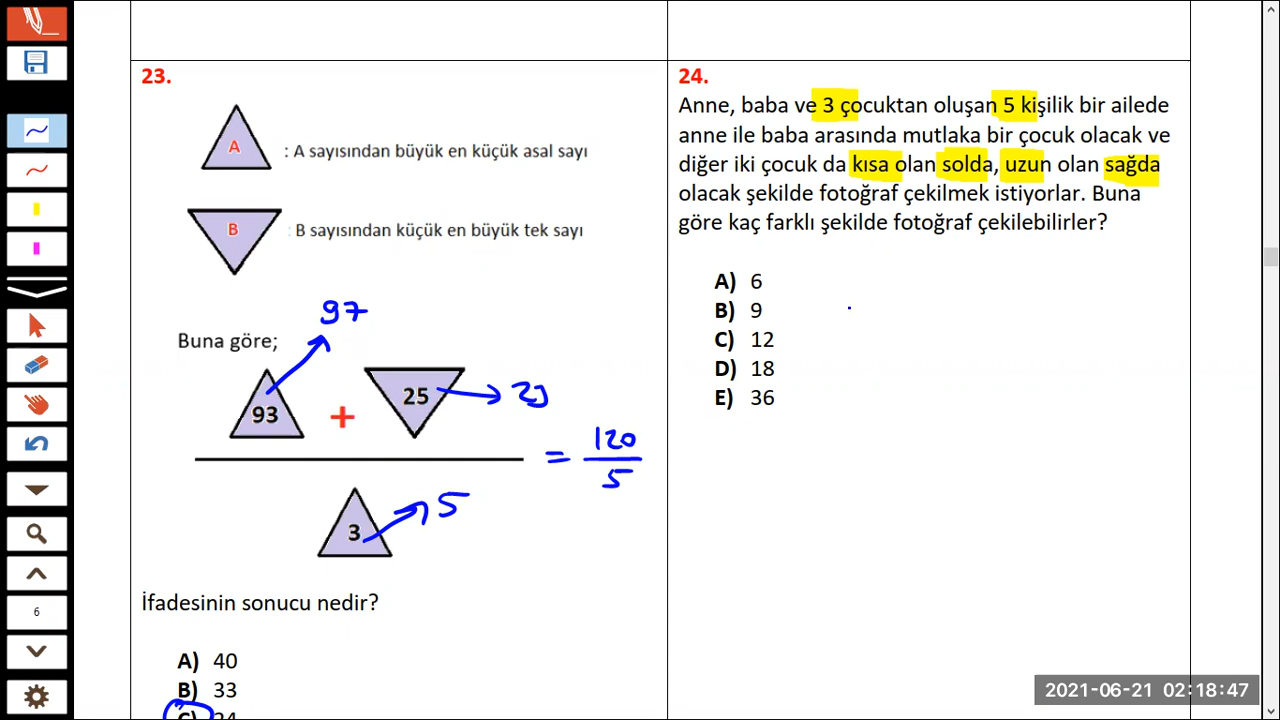 23.
A
: A sayısından büyük en küçük asal sayı
B
: B sayısından küçük en büyük tek sayı
97
Buna göre;
93
+
25
23
= 120
5
3
5
İfadesinin sonucu nedir?
A) 40
B) 33
C) 24
24.
Anne, baba ve 3 çocuktan oluşan 5 kişilik bir ailede
anne ile baba arasında mutlaka bir çocuk olacak ve
diğer iki çocuk da kısa olan solda, uzun olan sağda
olacak şekilde fotoğraf çekilmek istiyorlar. Buna
göre kaç farklı şekilde fotoğraf çekilebilirler?
A) 6
B) 9
C) 12
D) 18
E) 36
6
2021-06-21 02:18:47